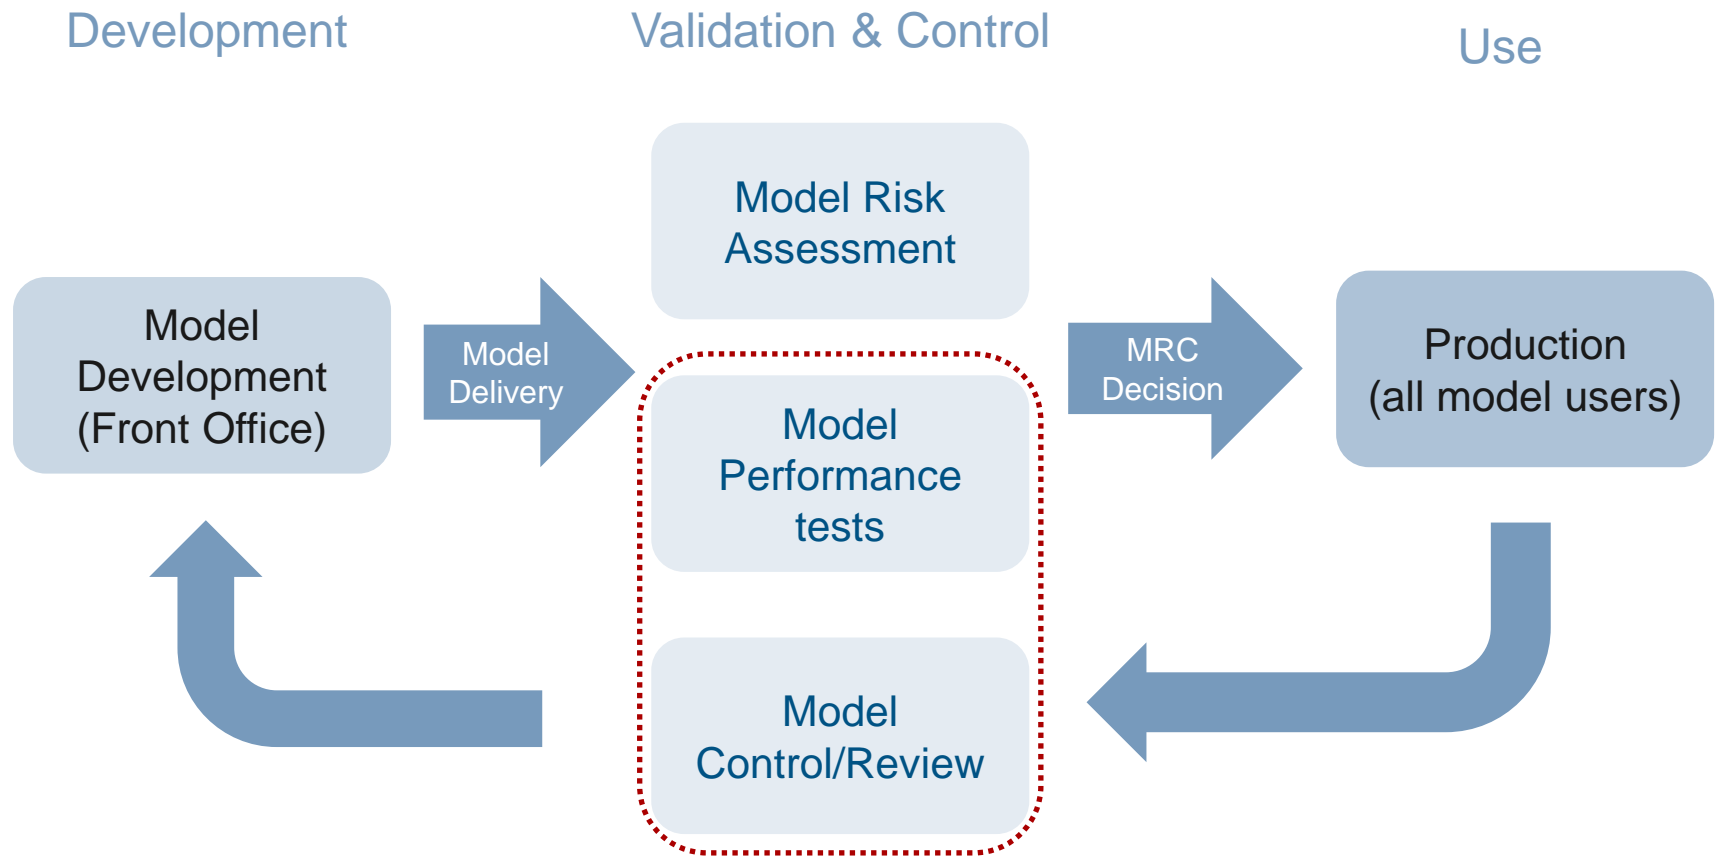 Development
Validation & Control
Use
Model Risk
Assessment
Model
Development
(Front Office)
Model
Delivery
Model
Performance
tests
MRC
Decision
Production
(all model users)
Model
Control/Review